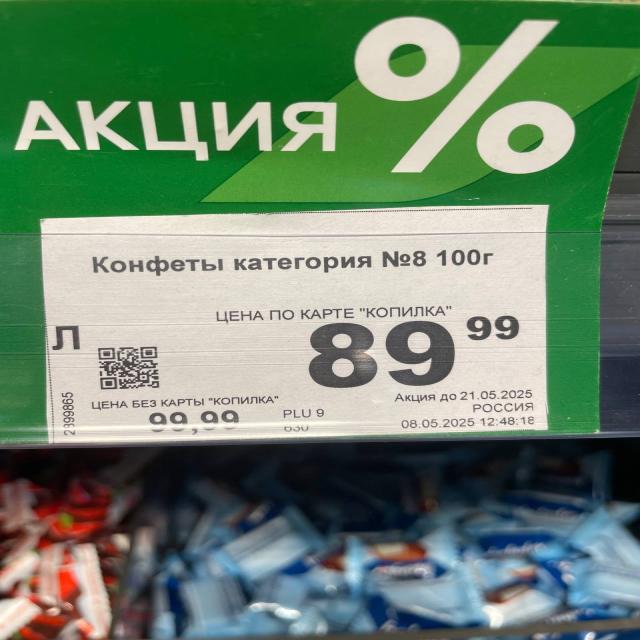 АКЦИЯ %
Конфеты категория №8 100г
ЦЕНА ПО КАРТЕ "КОПИЛКА"
89 99
Л
2999865
ЦЕНА БЕЗ КАРТЫ "КОПИЛКА"
99,99
PLU 9
630
Акция до 21.05.2025
РОССИЯ
08.05.2025 12:48:18